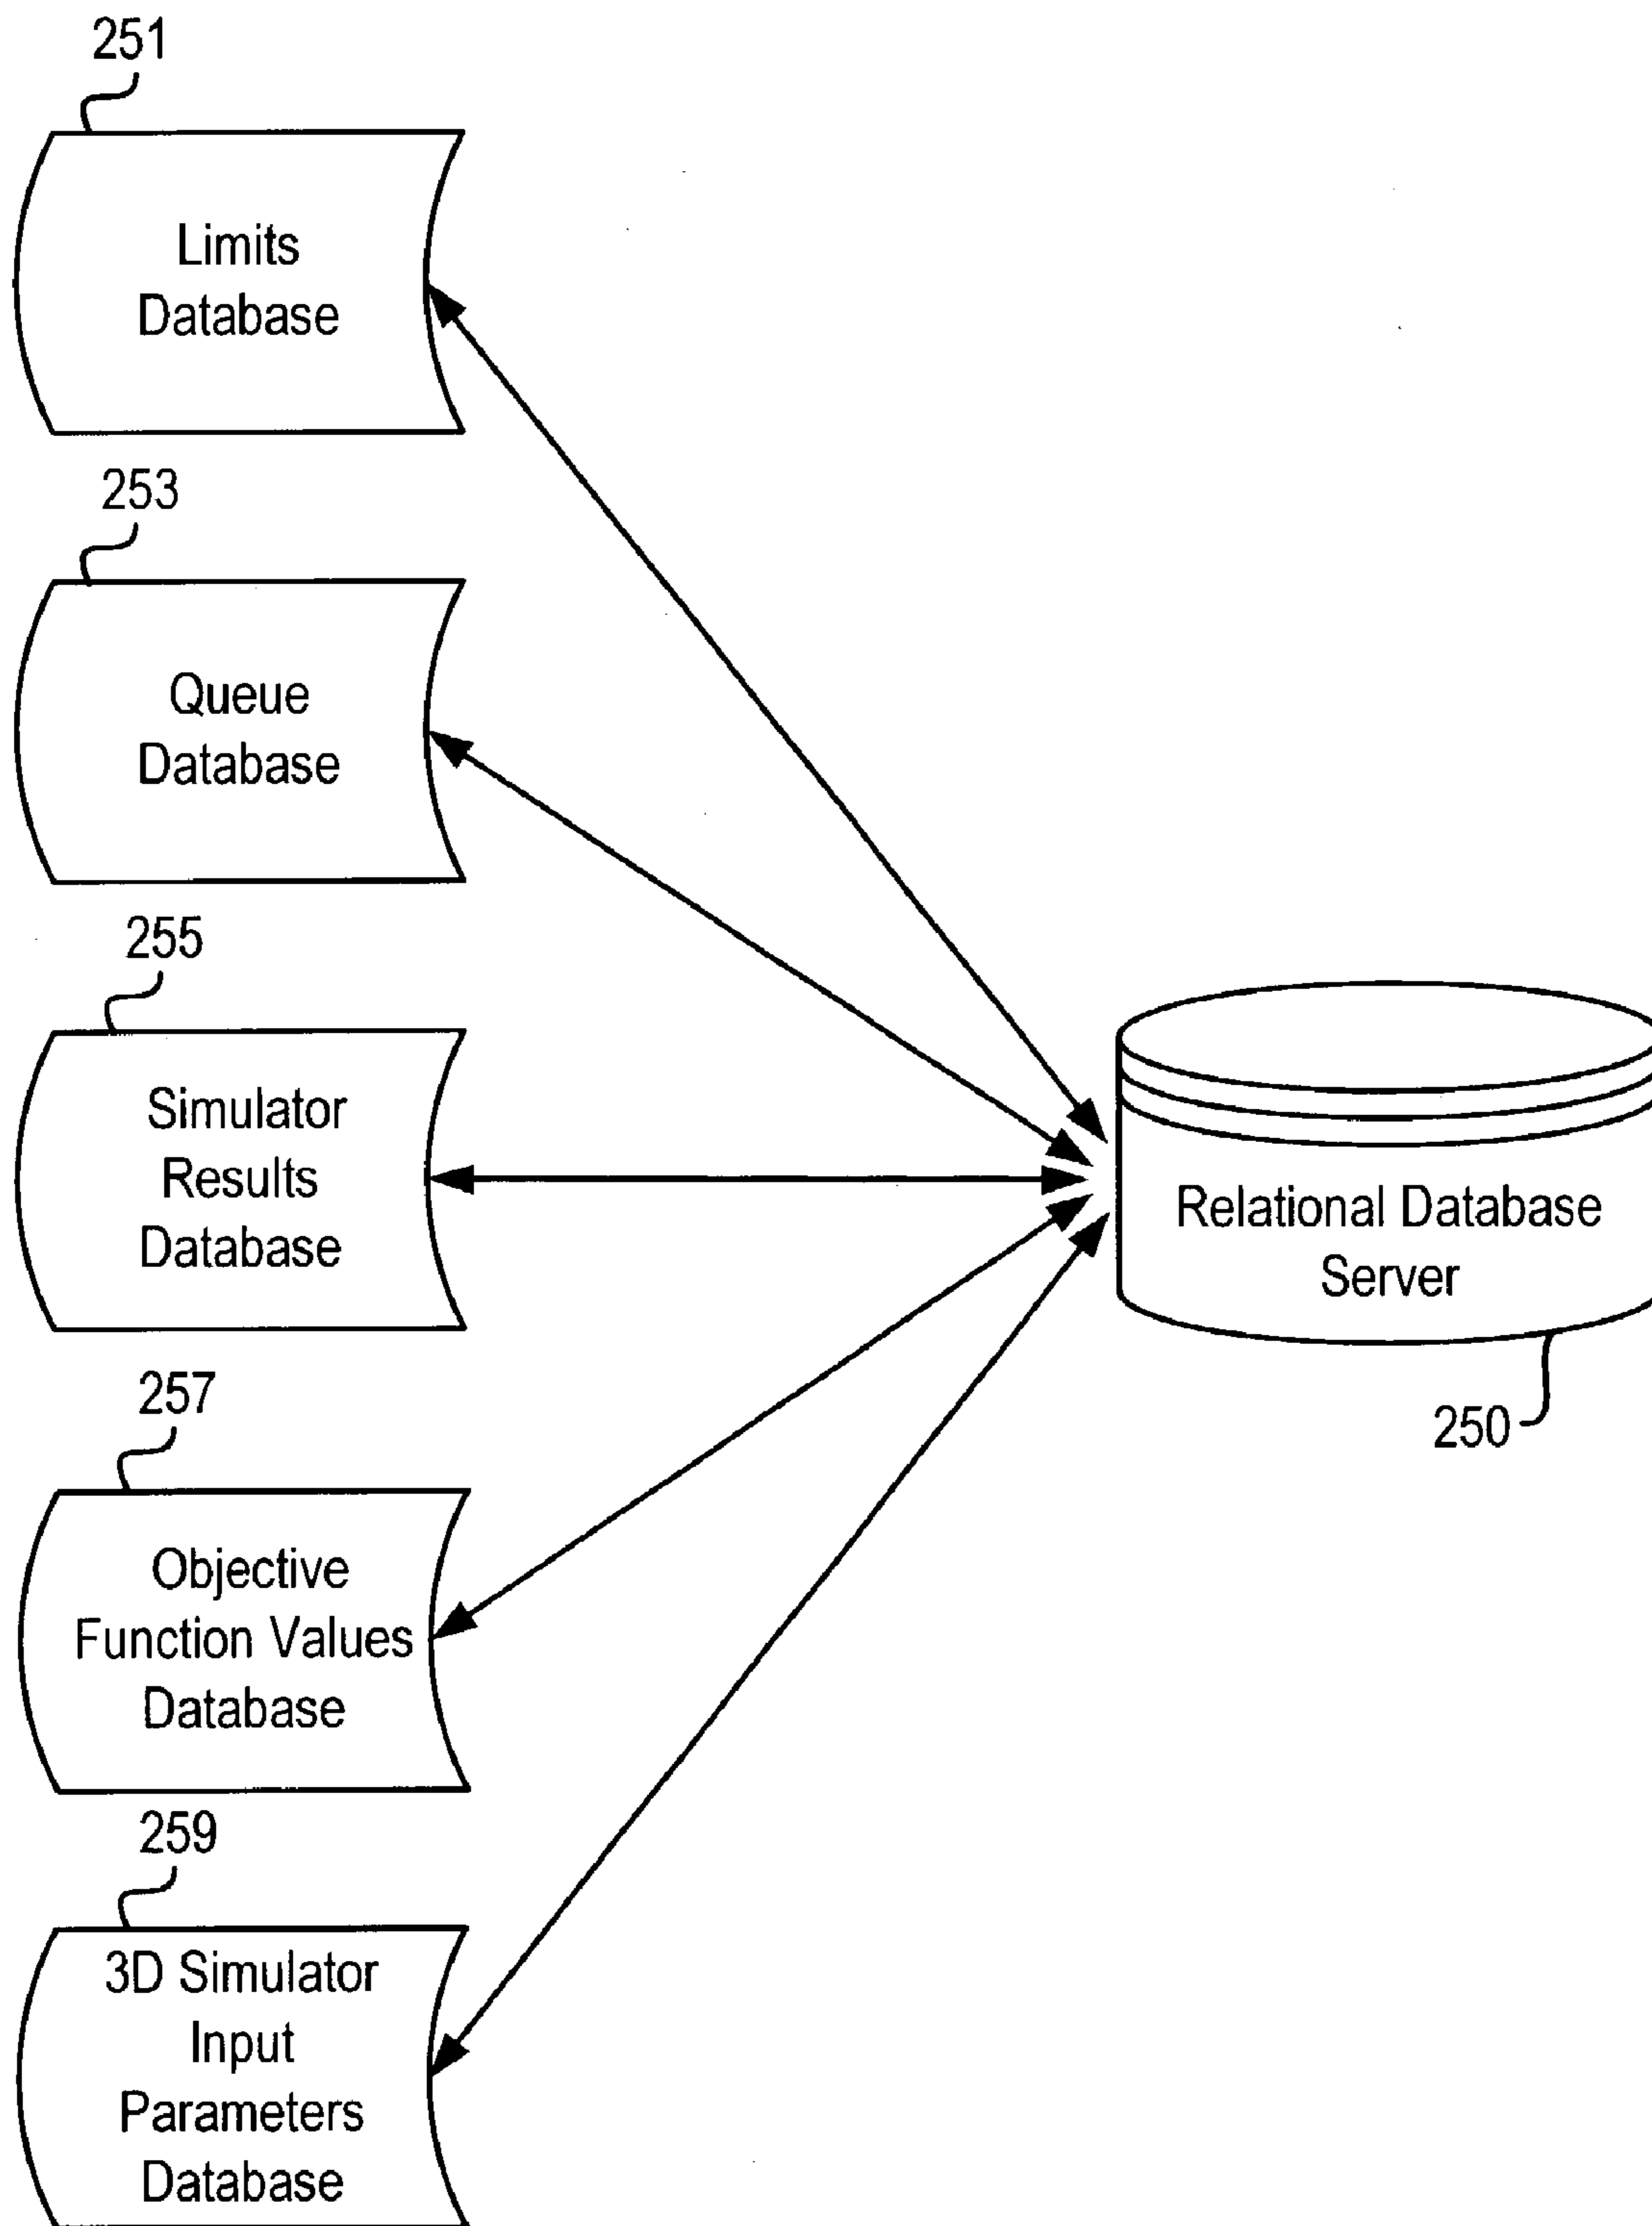 251
Limits
Database
253
Queue
Database
255
Simulator
Results
Database
Relational Database
Server
250
257
Objective
Function Values
Database
259
3D Simulator
Input
Parameters
Database